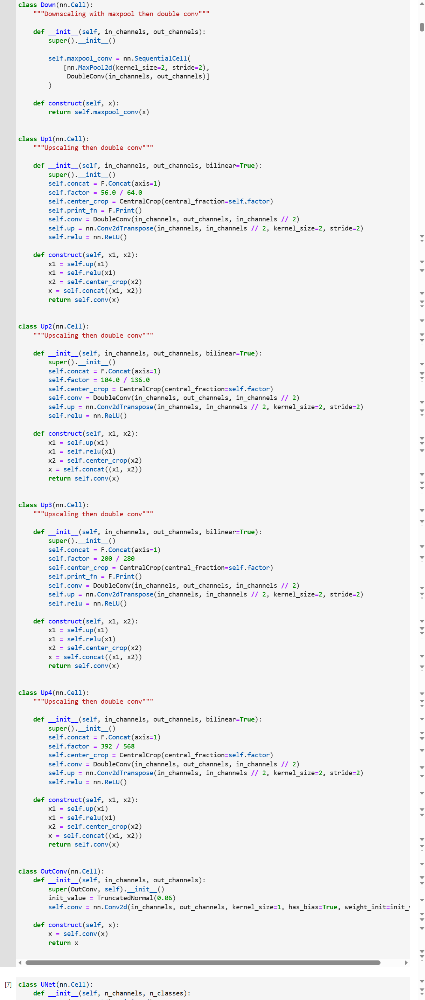 class Down(nn.Cell):
    """Downscaling with maxpool then double conv"""

    def __init__(self, in_channels, out_channels):
        super().__init__()

        self.maxpool_conv = nn.SequentialCell(
            [nn.MaxPool2d(kernel_size=2, stride=2),
             DoubleConv(in_channels, out_channels)]
        )

    def construct(self, x):
        return self.maxpool_conv(x)


class Up1(nn.Cell):
    """Upscaling then double conv"""

    def __init__(self, in_channels, out_channels, bilinear=True):
        super().__init__()
        self.concat = F.Concat(axis=1)
        self.factor = 56.0 / 64.0
        self.center_crop = CentralCrop(central_fraction=self.factor)
        self.print_fn = F.Print()
        self.conv = DoubleConv(in_channels, out_channels, in_channels // 2)
        self.up = nn.Conv2dTranspose(in_channels, in_channels // 2, kernel_size=2, stride=2)
        self.relu = nn.ReLU()

    def construct(self, x1, x2):
        x1 = self.up(x1)
        x1 = self.relu(x1)
        x2 = self.center_crop(x2)
        x = self.concat((x1, x2))
        return self.conv(x)


class Up2(nn.Cell):
    """Upscaling then double conv"""

    def __init__(self, in_channels, out_channels, bilinear=True):
        super().__init__()
        self.concat = F.Concat(axis=1)
        self.factor = 104.0 / 136.0
        self.center_crop = CentralCrop(central_fraction=self.factor)
        self.conv = DoubleConv(in_channels, out_channels, in_channels // 2)
        self.up = nn.Conv2dTranspose(in_channels, in_channels // 2, kernel_size=2, stride=2)
        self.relu = nn.ReLU()

    def construct(self, x1, x2):
        x1 = self.up(x1)
        x1 = self.relu(x1)
        x2 = self.center_crop(x2)
        x = self.concat((x1, x2))
        return self.conv(x)


class Up3(nn.Cell):
    """Upscaling then double conv"""

    def __init__(self, in_channels, out_channels, bilinear=True):
        super().__init__()
        self.concat = F.Concat(axis=1)
        self.factor = 200 / 280
        self.center_crop = CentralCrop(central_fraction=self.factor)
        self.print_fn = F.Print()
        self.conv = DoubleConv(in_channels, out_channels, in_channels // 2)
        self.up = nn.Conv2dTranspose(in_channels, in_channels // 2, kernel_size=2, stride=2)
        self.relu = nn.ReLU()

    def construct(self, x1, x2):
        x1 = self.up(x1)
        x1 = self.relu(x1)
        x2 = self.center_crop(x2)
        x = self.concat((x1, x2))
        return self.conv(x)


class Up4(nn.Cell):
    """Upscaling then double conv"""

    def __init__(self, in_channels, out_channels, bilinear=True):
        super().__init__()
        self.concat = F.Concat(axis=1)
        self.factor = 392 / 568
        self.center_crop = CentralCrop(central_fraction=self.factor)
        self.conv = DoubleConv(in_channels, out_channels, in_channels // 2)
        self.up = nn.Conv2dTranspose(in_channels, in_channels // 2, kernel_size=2, stride=2)
        self.relu = nn.ReLU()

    def construct(self, x1, x2):
        x1 = self.up(x1)
        x1 = self.relu(x1)
        x2 = self.center_crop(x2)
        x = self.concat((x1, x2))
        return self.conv(x)


class OutConv(nn.Cell):
    def __init__(self, in_channels, out_channels):
        super(OutConv, self).__init__()
        init_value = TruncatedNormal(0.06)
        self.conv = nn.Conv2d(in_channels, out_channels, kernel_size=1, has_bias=True, weight_init=init_

    def construct(self, x):
        x = self.conv(x)
        return x

[7] class UNet(nn.Cell):
    def __init__(self, n_channels, n_classes):